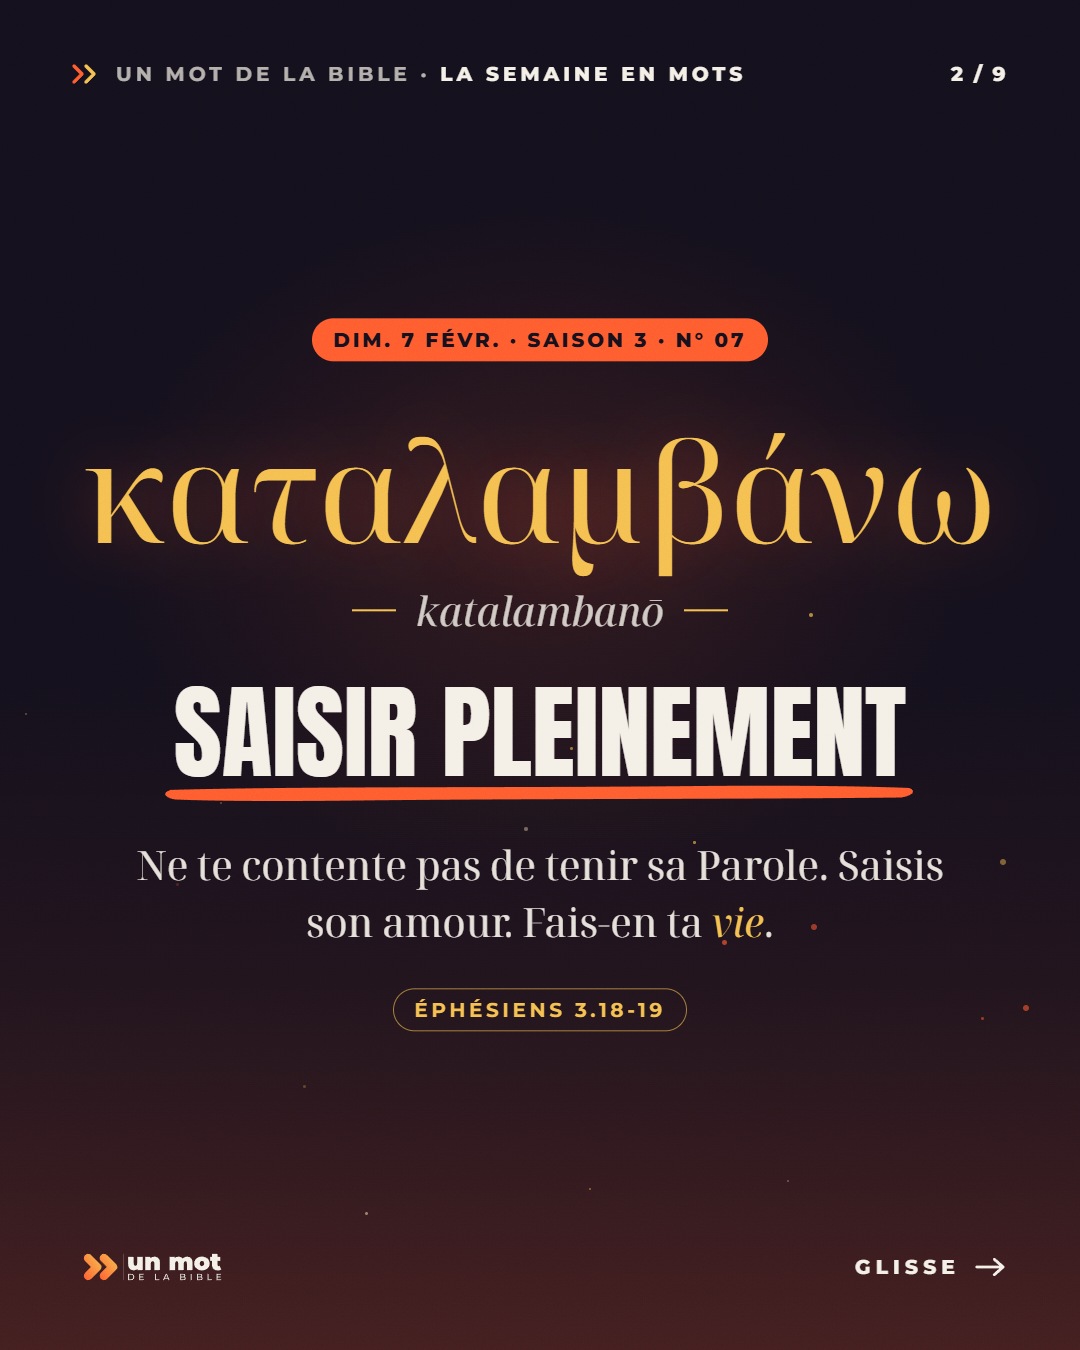 UN MOT DE LA BIBLE · LA SEMAINE EN MOTS
2 / 9
DIM. 7 FÉVR. · SAISON 3 · N° 07
καταλαμβάνω
katalambanō
SAISIR PLEINEMENT
Ne te contente pas de tenir sa Parole. Saisis
son amour. Fais-en ta vie.
ÉPHÉSIENS 3.18-19
un mot
DE LA BIBLE
GLISSE →